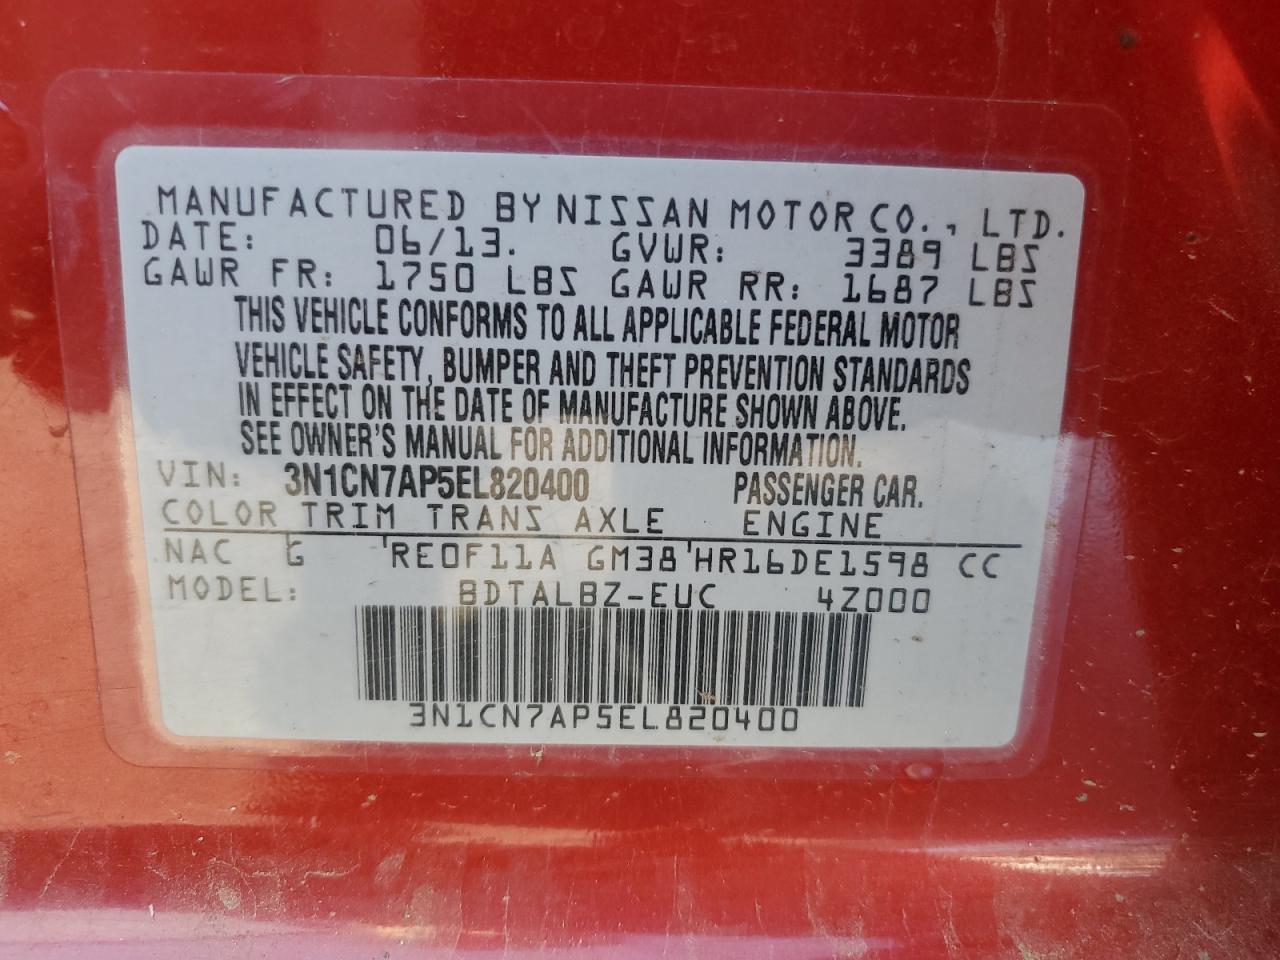 MANUFACTURED BY NISSAN MOTOR CO., LTD.
DATE: 06/13. GVWR: 3389 LBS
GAWR FR: 1750 LBS GAWR RR: 1687 LBS
THIS VEHICLE CONFORMS TO ALL APPLICABLE FEDERAL MOTOR
VEHICLE SAFETY, BUMPER AND THEFT PREVENTION STANDARDS
IN EFFECT ON THE DATE OF MANUFACTURE SHOWN ABOVE.
SEE OWNER'S MANUAL FOR ADDITIONAL INFORMATION.
VIN: 3N1CN7AP5EL820400 PASSENGER CAR.
COLOR TRIM TRANS AXLE ENGINE
NAC G RE0F11A GM38 HR16DE1598 CC
MODEL: BDTALBZ-EUC 4Z000
3N1CN7AP5EL820400